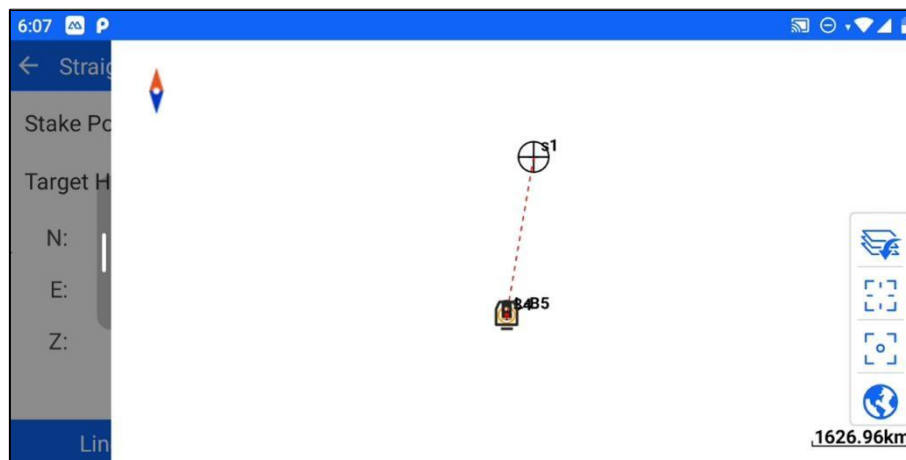 6:07
Straig
Stake Po
Target H
N:
E:
Z:
Lin
s1
B5
1626.96km